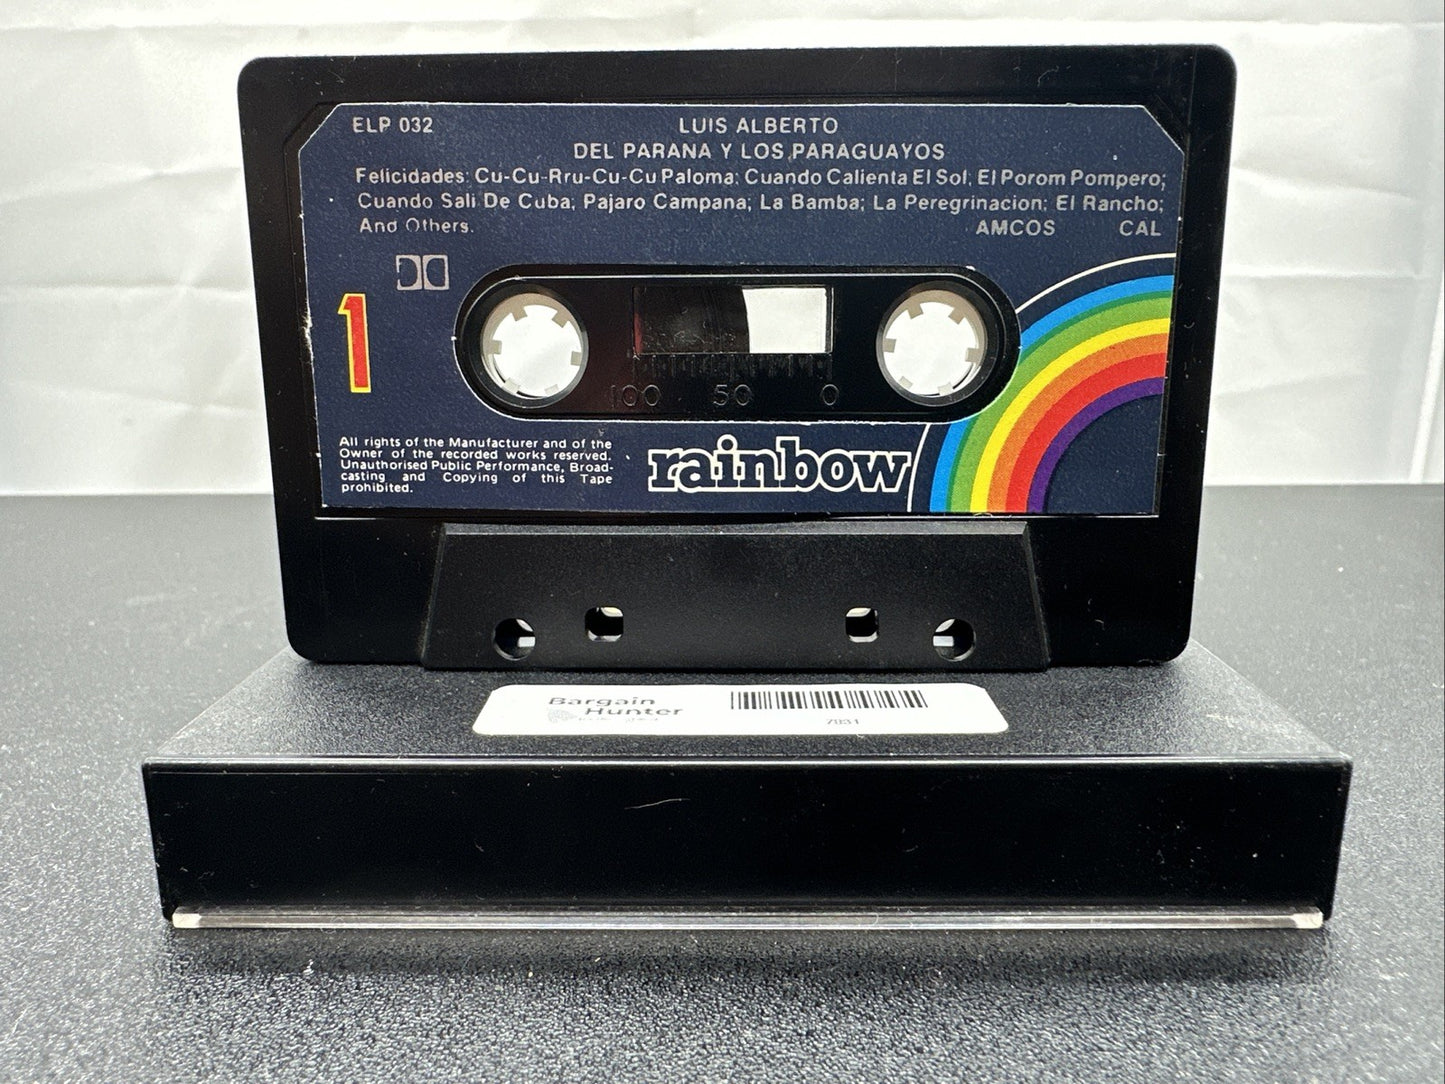 ELP 032
LUIS ALBERTO
DEL PARANA Y LOS PARAGUAYOS
Felicidades; Cu-Cu-Rru-Cu-Cu Paloma; Cuando Calienta El Sol; El Porom Pompero;
Cuando Sali De Cuba; Pajaro Campana; La Bamba; La Peregrinacion; El Rancho;
And Others.
AMCOS CAL
1
100 50 0
All rights of the Manufacturer and of the
Owner of the recorded works reserved.
Unauthorised Public Performance, Broad-
casting and Copying of this Tape
prohibited.
rainbow
Bargain
Hunter
7831